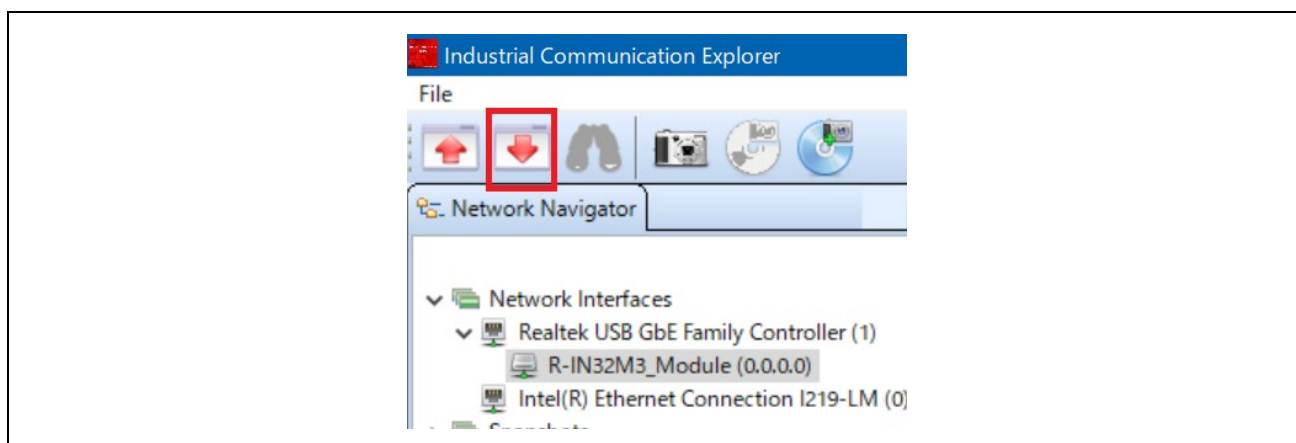 Industrial Communication Explorer
File
Network Navigator
Network Interfaces
Realtek USB GbE Family Controller (1)
R-IN32M3_Module (0.0.0.0)
Intel(R) Ethernet Connection I219-LM (0)
Snapshots